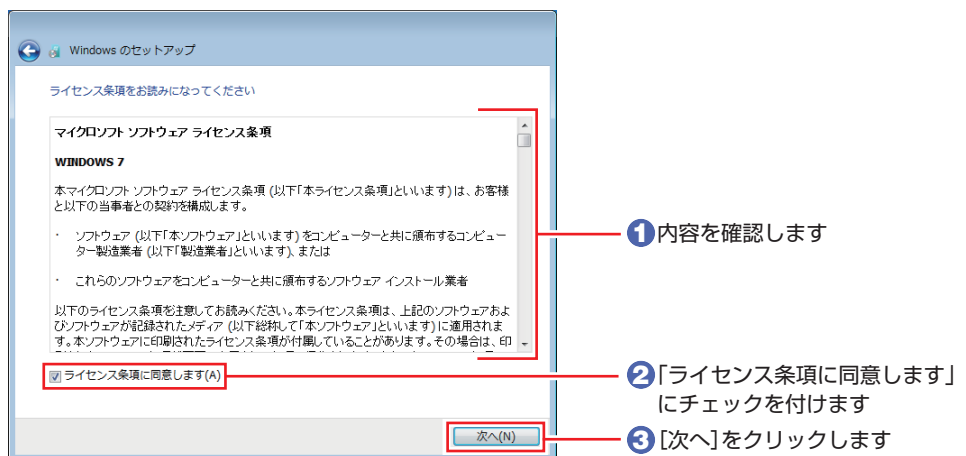 Windows のセットアップ
ライセンス条項をお読みになってください
マイクロソフト ソフトウェア ライセンス条項
WINDOWS 7
本マイクロソフト ソフトウェア ライセンス条項 (以下「本ライセンス条項」といいます) は、お客様
と以下の当事者との契約を構成します。
· ソフトウェア (以下「本ソフトウェア」といいます) をコンピューターと共に頒布するコンピュー
ター製造業者 (以下「製造業者」といいます)、または
· これらのソフトウェアをコンピューターと共に頒布するソフトウェア インストール業者
以下のライセンス条項を注意してお読みください。本ライセンス条項は、上記のソフトウェアおよ
びソフトウェアが記録されたメディア (以下総称して「本ソフトウェア」といいます) に適用されま
す。本ソフトウェアに印刷されたライセンス条項が付属していることがあります。その場合は、印
ライセンス条項に同意します(A)
次へ(N)
1 内容を確認します
2 「ライセンス条項に同意します」
にチェックを付けます
3 [次へ]をクリックします